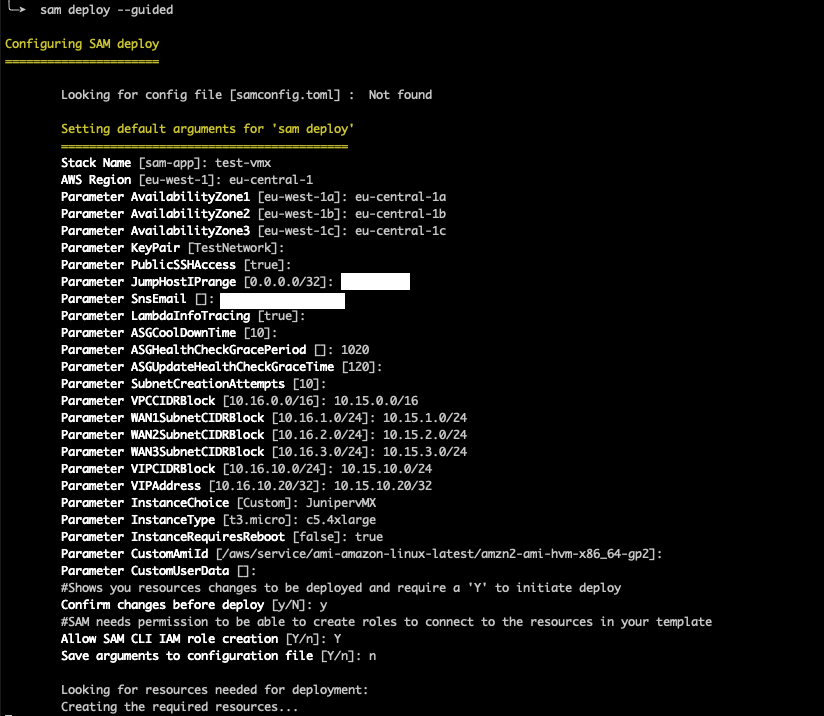 sam deploy --guided
Configuring SAM deploy
======================
Looking for config file [samconfig.toml] :  Not found
Setting default arguments for 'sam deploy'
=========================================
Stack Name [sam-app]: test-vmx
AWS Region [eu-west-1]: eu-central-1
Parameter AvailabilityZone1 [eu-west-1a]: eu-central-1a
Parameter AvailabilityZone2 [eu-west-1b]: eu-central-1b
Parameter AvailabilityZone3 [eu-west-1c]: eu-central-1c
Parameter KeyPair [TestNetwork]:
Parameter PublicSSHAccess [true]:
Parameter JumpHostIPrange [0.0.0.0/32]:
Parameter SnsEmail []:
Parameter LambdaInfoTracing [true]:
Parameter ASGCoolDownTime [10]:
Parameter ASGHealthCheckGracePeriod []: 1020
Parameter ASGUpdateHealthCheckGraceTime [120]:
Parameter SubnetCreationAttempts [10]:
Parameter VPCCIDRBlock [10.16.0.0/16]: 10.15.0.0/16
Parameter WAN1SubnetCIDRBlock [10.16.1.0/24]: 10.15.1.0/24
Parameter WAN2SubnetCIDRBlock [10.16.2.0/24]: 10.15.2.0/24
Parameter WAN3SubnetCIDRBlock [10.16.3.0/24]: 10.15.3.0/24
Parameter VIPCIDRBlock [10.16.10.0/24]: 10.15.10.0/24
Parameter VIPAddress [10.16.10.20/32]: 10.15.10.20/32
Parameter InstanceChoice [Custom]: JunipervMX
Parameter InstanceType [t3.micro]: c5.4xlarge
Parameter InstanceRequiresReboot [false]: true
Parameter CustomAmiId [/aws/service/ami-amazon-linux-latest/amzn2-ami-hvm-x86_64-gp2]:
Parameter CustomUserData []:
#Shows you resources changes to be deployed and require a 'Y' to initiate deploy
Confirm changes before deploy [y/N]: y
#SAM needs permission to be able to create roles to connect to the resources in your template
Allow SAM CLI IAM role creation [Y/n]: Y
Save arguments to configuration file [Y/n]: n
Looking for resources needed for deployment:
Creating the required resources...